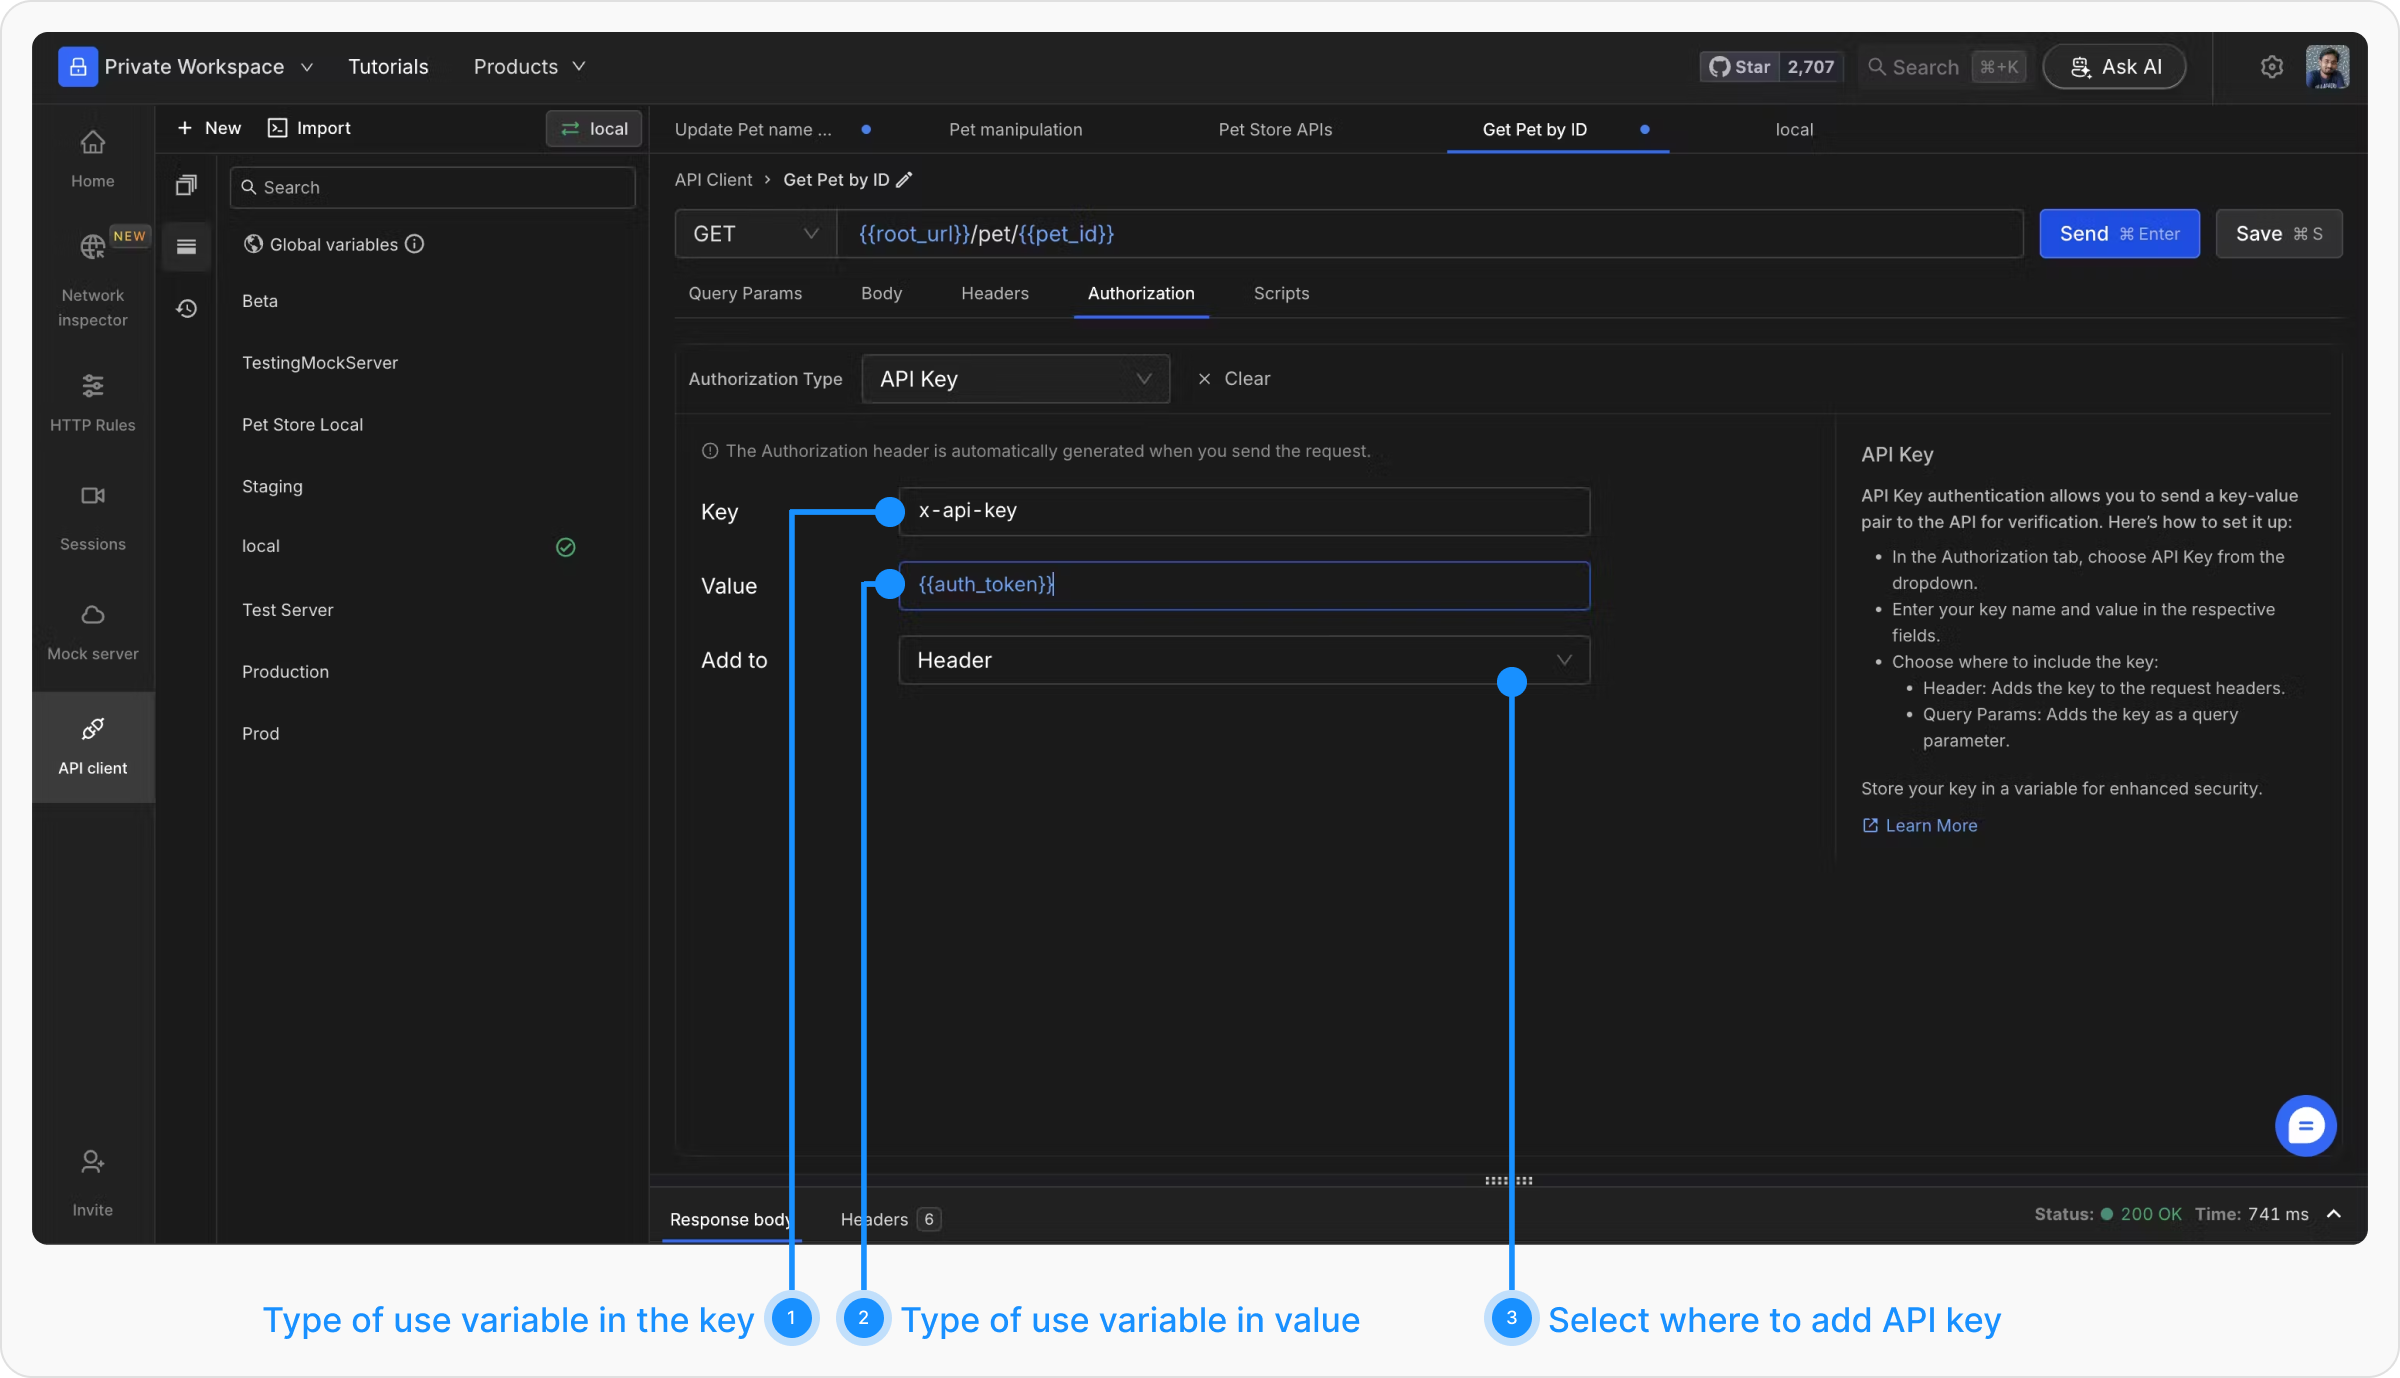 Private Workspace
Tutorials
Products
Star 2,707
Search ⌘+K
Ask AI
+ New
Import
local
Update Pet name ...
Pet manipulation
Pet Store APIs
Get Pet by ID
local
Home
NEW
Network
inspector
HTTP Rules
Sessions
Mock server
API client
Invite
Search
Global variables
Beta
TestingMockServer
Pet Store Local
Staging
local
Test Server
Production
Prod
API Client > Get Pet by ID
GET
{{root_url}}/pet/{{pet_id}}
Send ⌘ Enter
Save ⌘ S
Query Params
Body
Headers
Authorization
Scripts
Authorization Type
API Key
× Clear
The Authorization header is automatically generated when you send the request.
Key
x-api-key
Value
{{auth_token}}
Add to
Header
API Key
API Key authentication allows you to send a key-value
pair to the API for verification. Here’s how to set it up:
• In the Authorization tab, choose API Key from the
dropdown.
• Enter your key name and value in the respective
fields.
• Choose where to include the key:
• Header: Adds the key to the request headers.
• Query Params: Adds the key as a query
parameter.
Store your key in a variable for enhanced security.
Learn More
Response body
Headers 6
Status: 200 OK Time: 741 ms
Type of use variable in the key 1
2 Type of use variable in value
3 Select where to add API key